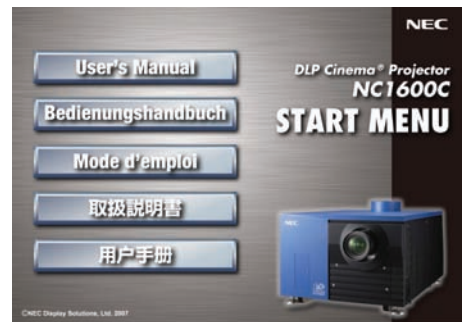 NEC
User's Manual
Bedienungshandbuch
Mode d'emploi
取扱説明書
用户手册
DLP Cinema® Projector
NC1600C
START MENU
NEC
©NEC Display Solutions, Ltd. 2007